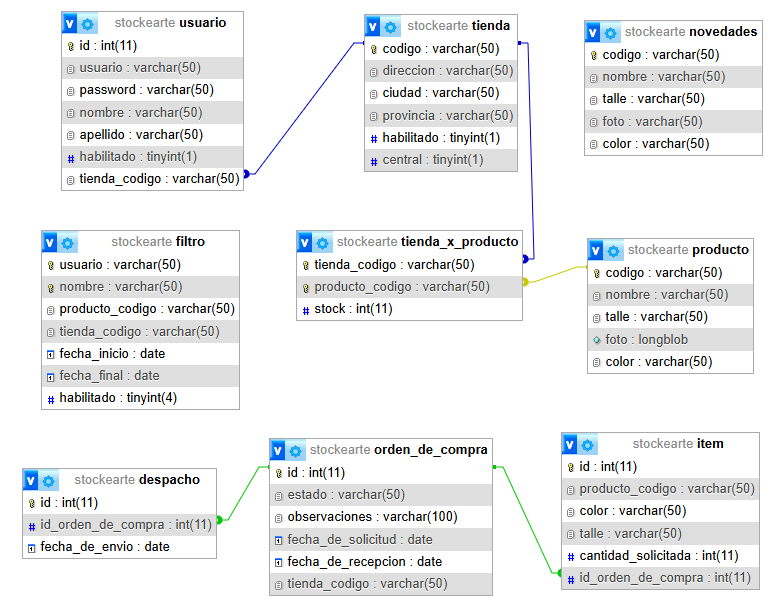 v stockearte usuario
id : int(11)
usuario : varchar(50)
password : varchar(50)
nombre : varchar(50)
apellido : varchar(50)
# habilitado : tinyint(1)
tienda_codigo : varchar(50)
v stockearte tienda
codigo : varchar(50)
direccion : varchar(50)
ciudad : varchar(50)
provincia : varchar(50)
# habilitado : tinyint(1)
# central : tinyint(1)
v stockearte novedades
codigo : varchar(50)
nombre : varchar(50)
talle : varchar(50)
foto : varchar(50)
color : varchar(50)
v stockearte filtro
usuario : varchar(50)
nombre : varchar(50)
producto_codigo : varchar(50)
tienda_codigo : varchar(50)
fecha_inicio : date
fecha_final : date
# habilitado : tinyint(4)
v stockearte tienda_x_producto
tienda_codigo : varchar(50)
producto_codigo : varchar(50)
# stock : int(11)
v stockearte producto
codigo : varchar(50)
nombre : varchar(50)
talle : varchar(50)
foto : longblob
color : varchar(50)
v stockearte despacho
id : int(11)
# id_orden_de_compra : int(11)
fecha_de_envio : date
v stockearte orden_de_compra
id : int(11)
estado : varchar(50)
observaciones : varchar(100)
fecha_de_solicitud : date
fecha_de_recepcion : date
tienda_codigo : varchar(50)
v stockearte item
id : int(11)
producto_codigo : varchar(50)
color : varchar(50)
talle : varchar(50)
# cantidad_solicitada : int(11)
# id_orden_de_compra : int(11)